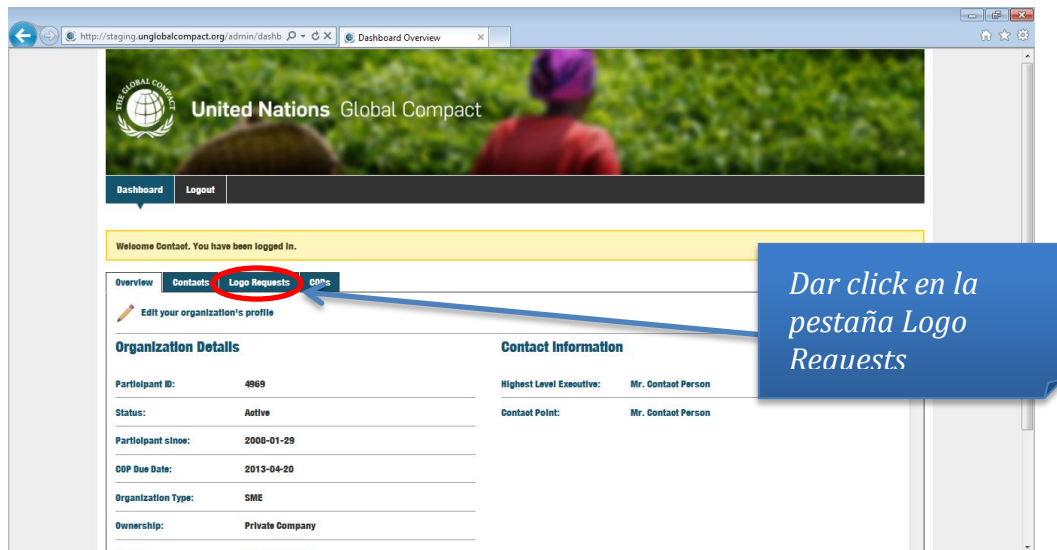 http://staging.unglobalcompact.org/admin/dashb
Dashboard Overview
THE GLOBAL COMPACT
United Nations Global Compact
Dashboard Logout
Welcome Contact. You have been logged in.
Overview Contacts Logo Requests COPs
Edit your organization's profile
Organization Details
Contact Information
Participant ID: 4969
Highest Level Executive: Mr. Contact Person
Status: Active
Contact Point: Mr. Contact Person
Participant since: 2008-01-29
COP Due Date: 2013-04-20
Organization Type: SME
Ownership: Private Company
Dar click en la
pestaña Logo
Requests